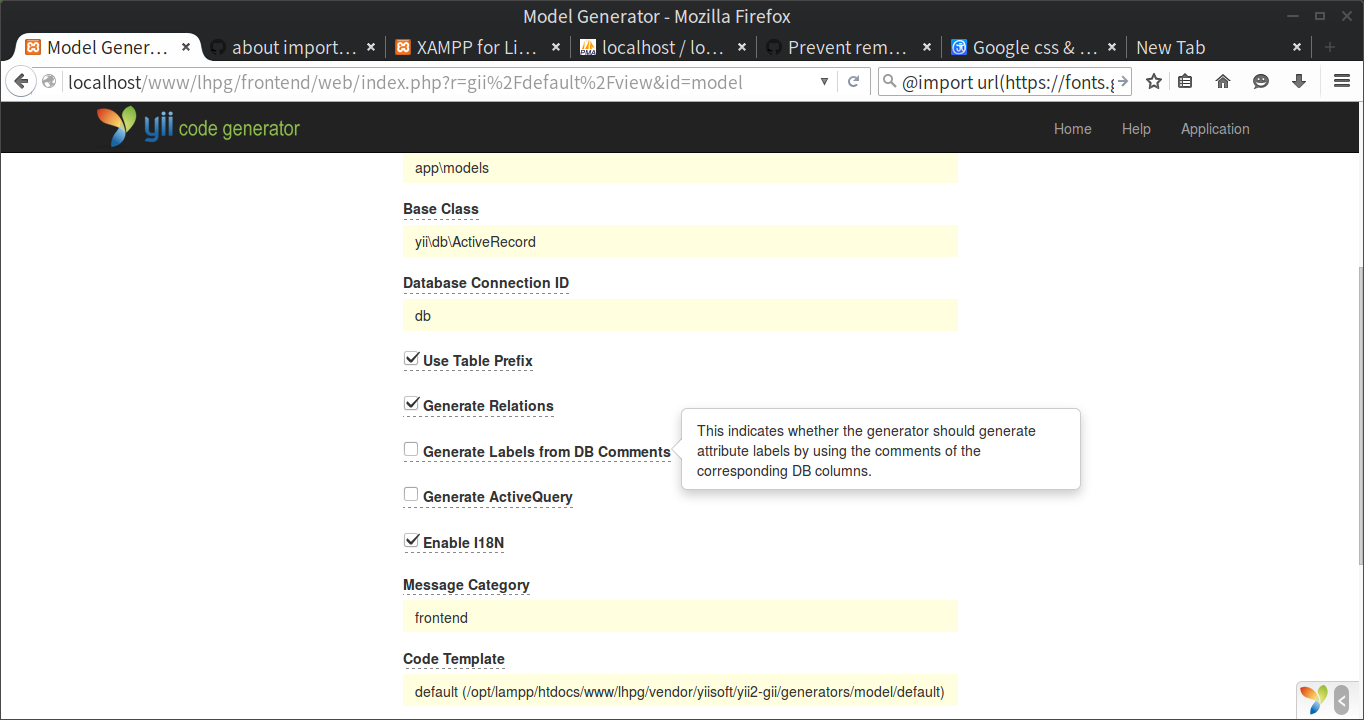 Model Generator - Mozilla Firefox
Model Gener...
about import...
XAMPP for Li...
localhost / lo...
Prevent rem...
Google css & ...
New Tab
localhost/www/lhpg/frontend/web/index.php?r=gii%2Fdefault%2Fview&id=model
@import url(https://fonts.g
yii code generator
Home
Help
Application
app\models
Base Class
yii\db\ActiveRecord
Database Connection ID
db
Use Table Prefix
Generate Relations
Generate Labels from DB Comments
This indicates whether the generator should generate
attribute labels by using the comments of the
corresponding DB columns.
Generate ActiveQuery
Enable I18N
Message Category
frontend
Code Template
default (/opt/lampp/htdocs/www/lhpg/vendor/yiisoft/yii2-gii/generators/model/default)